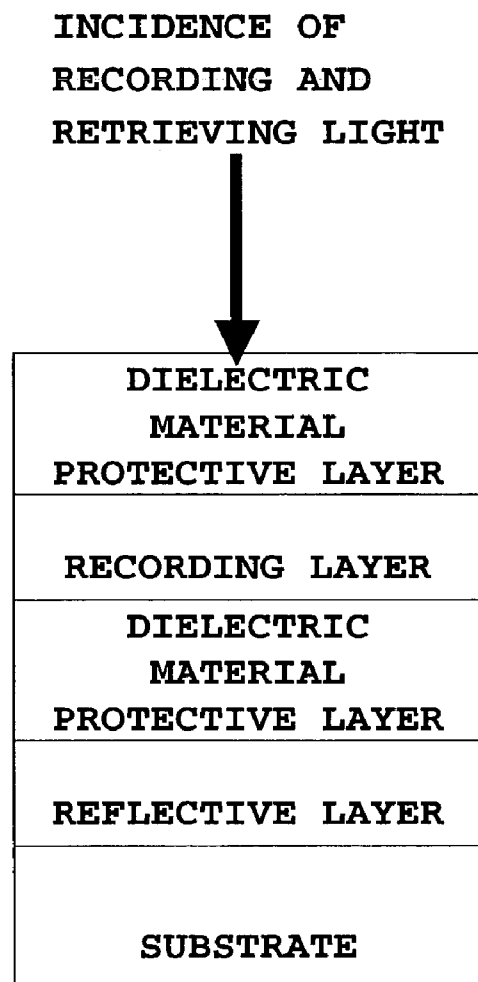 INCIDENCE OF
RECORDING AND
RETRIEVING LIGHT
DIELECTRIC
MATERIAL
PROTECTIVE LAYER
RECORDING LAYER
DIELECTRIC
MATERIAL
PROTECTIVE LAYER
REFLECTIVE LAYER
SUBSTRATE